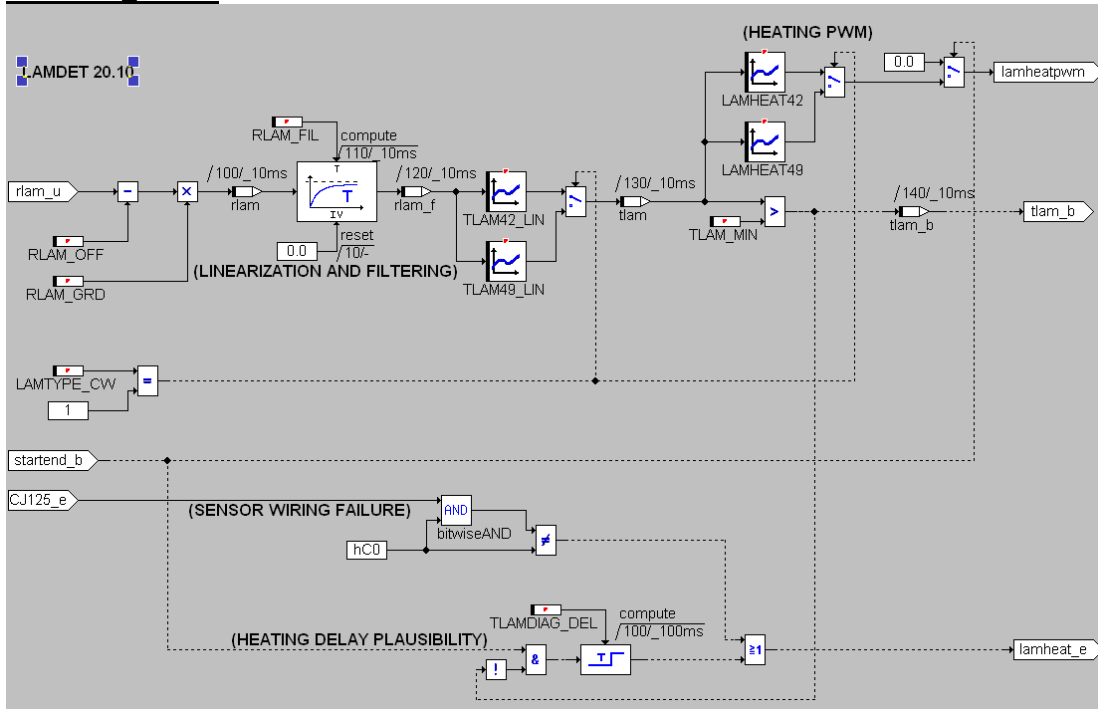 (HEATING PWM)
LAMDET 20.10
0.0
lamheatpwm
LAMHEAT42
RLAM_FIL
compute
/110/_10ms
LAMHEAT49
/100/_10ms
T
/120/_10ms
/130/_10ms
/140/_10ms
rlam_u
-
×
rlam
T
IV
rlam_f
TLAM42_LIN
tlam
TLAM_MIN
>
tlam_b
tlam_b
RLAM_OFF
0.0
reset
/10/-
(LINEARIZATION AND FILTERING)
RLAM_GRD
TLAM49_LIN
LAMTYPE_CW
=
1
startend_b
CJ125_e
(SENSOR WIRING FAILURE)
AND
bitwiseAND
hC0
≠
TLAMDIAG_DEL
compute
/100/_100ms
(HEATING DELAY PLAUSIBILITY)
!
&
T
≧1
lamheat_e